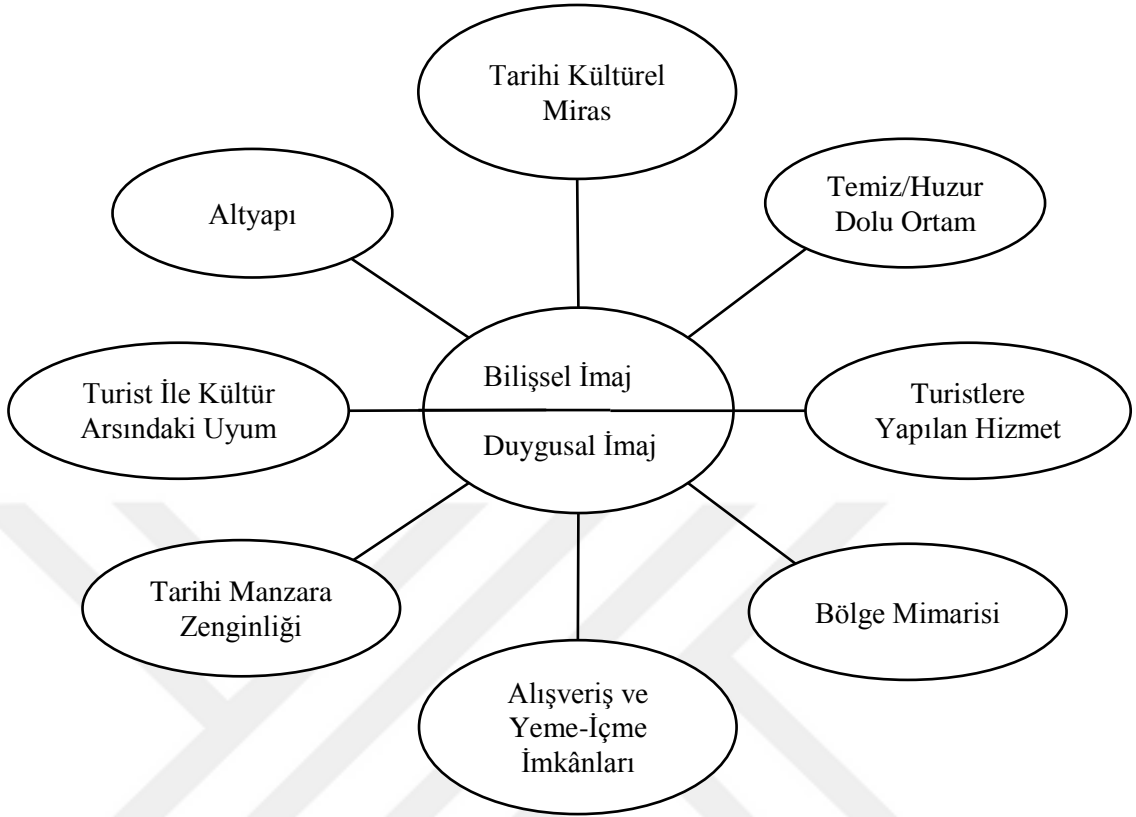 Tarihi Kültürel
Miras
Temiz/Huzur
Dolu Ortam
Altyapı
Bilişsel İmaj
Turist İle Kültür
Arsındaki Uyum
Turistlere
Yapılan Hizmet
Duygusal İmaj
Tarihi Manzara
Zenginliği
Bölge Mimarisi
Alışveriş ve
Yeme-İçme
İmkânları